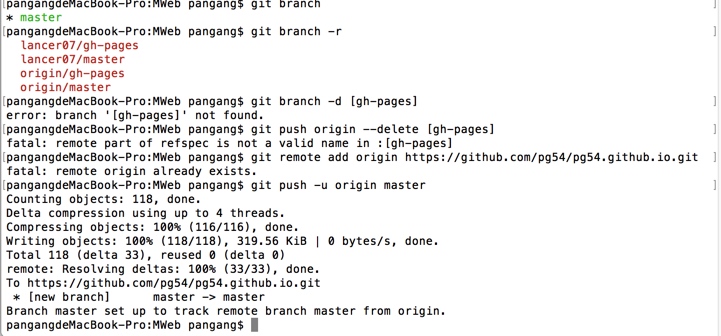 [pangangdeMacBook-Pro:MWeb pangang$ git branch
* master
[pangangdeMacBook-Pro:MWeb pangang$ git branch -r ]
lancer07/gh-pages
lancer07/master
origin/gh-pages
origin/master
[pangangdeMacBook-Pro:MWeb pangang$ git branch -d [gh-pages] ]
error: branch '[gh-pages]' not found.
[pangangdeMacBook-Pro:MWeb pangang$ git push origin --delete [gh-pages] ]
fatal: remote part of refspec is not a valid name in :[gh-pages]
[pangangdeMacBook-Pro:MWeb pangang$ git remote add origin https://github.com/pg54/pg54.github.io.git ]
fatal: remote origin already exists.
[pangangdeMacBook-Pro:MWeb pangang$ git push -u origin master ]
Counting objects: 118, done.
Delta compression using up to 4 threads.
Compressing objects: 100% (116/116), done.
Writing objects: 100% (118/118), 319.56 KiB | 0 bytes/s, done.
Total 118 (delta 33), reused 0 (delta 0)
remote: Resolving deltas: 100% (33/33), done.
To https://github.com/pg54/pg54.github.io.git
* [new branch] master -> master
Branch master set up to track remote branch master from origin.
pangangdeMacBook-Pro:MWeb pangang$